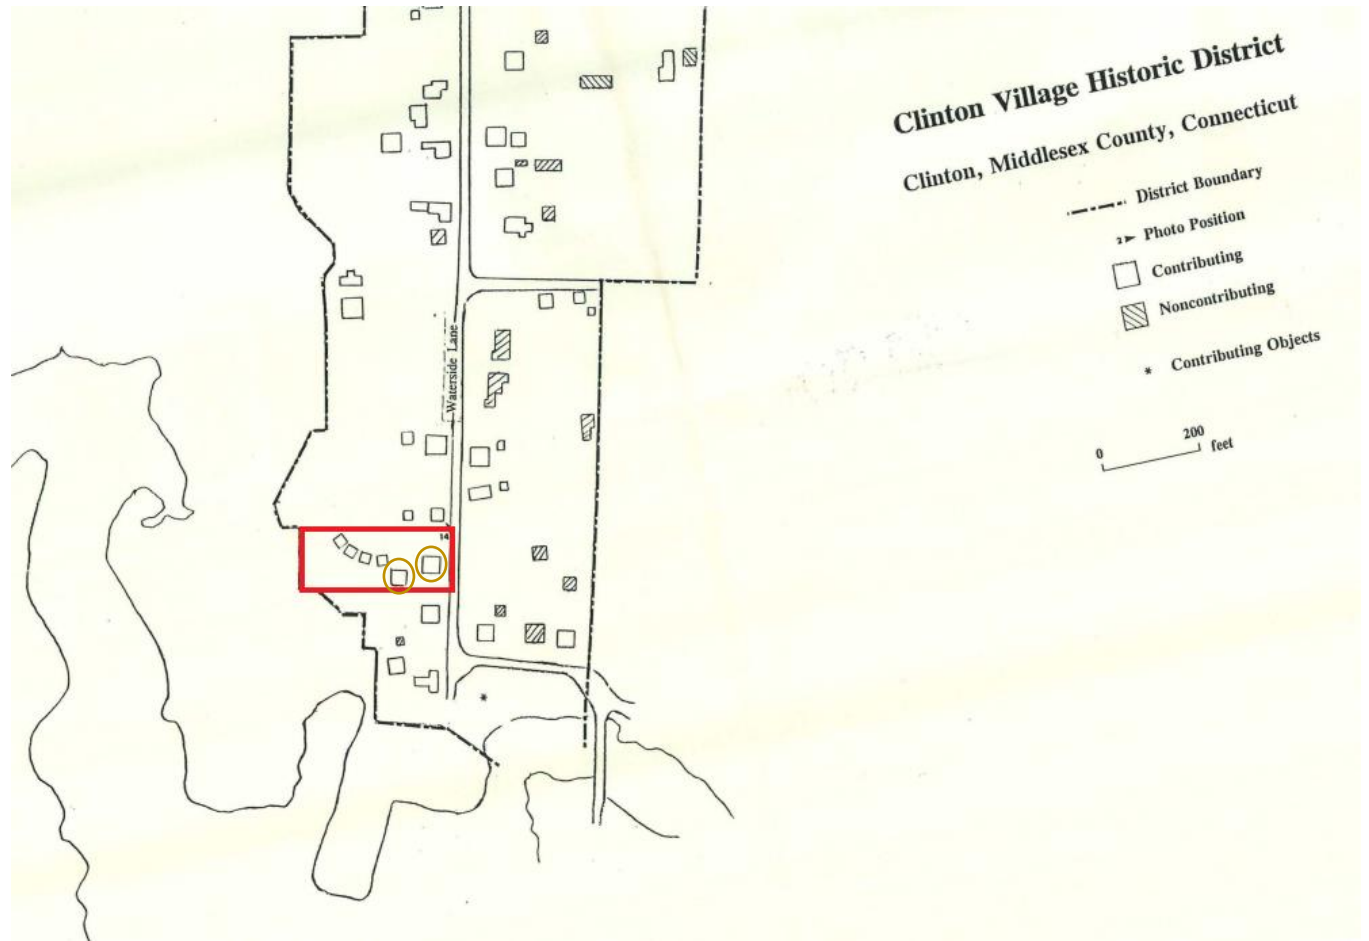 Clinton Village Historic District
Clinton, Middlesex County, Connecticut
District Boundary
2 Photo Position
Contributing
Noncontributing
* Contributing Objects
0 200 feet
Waterside Lane
14